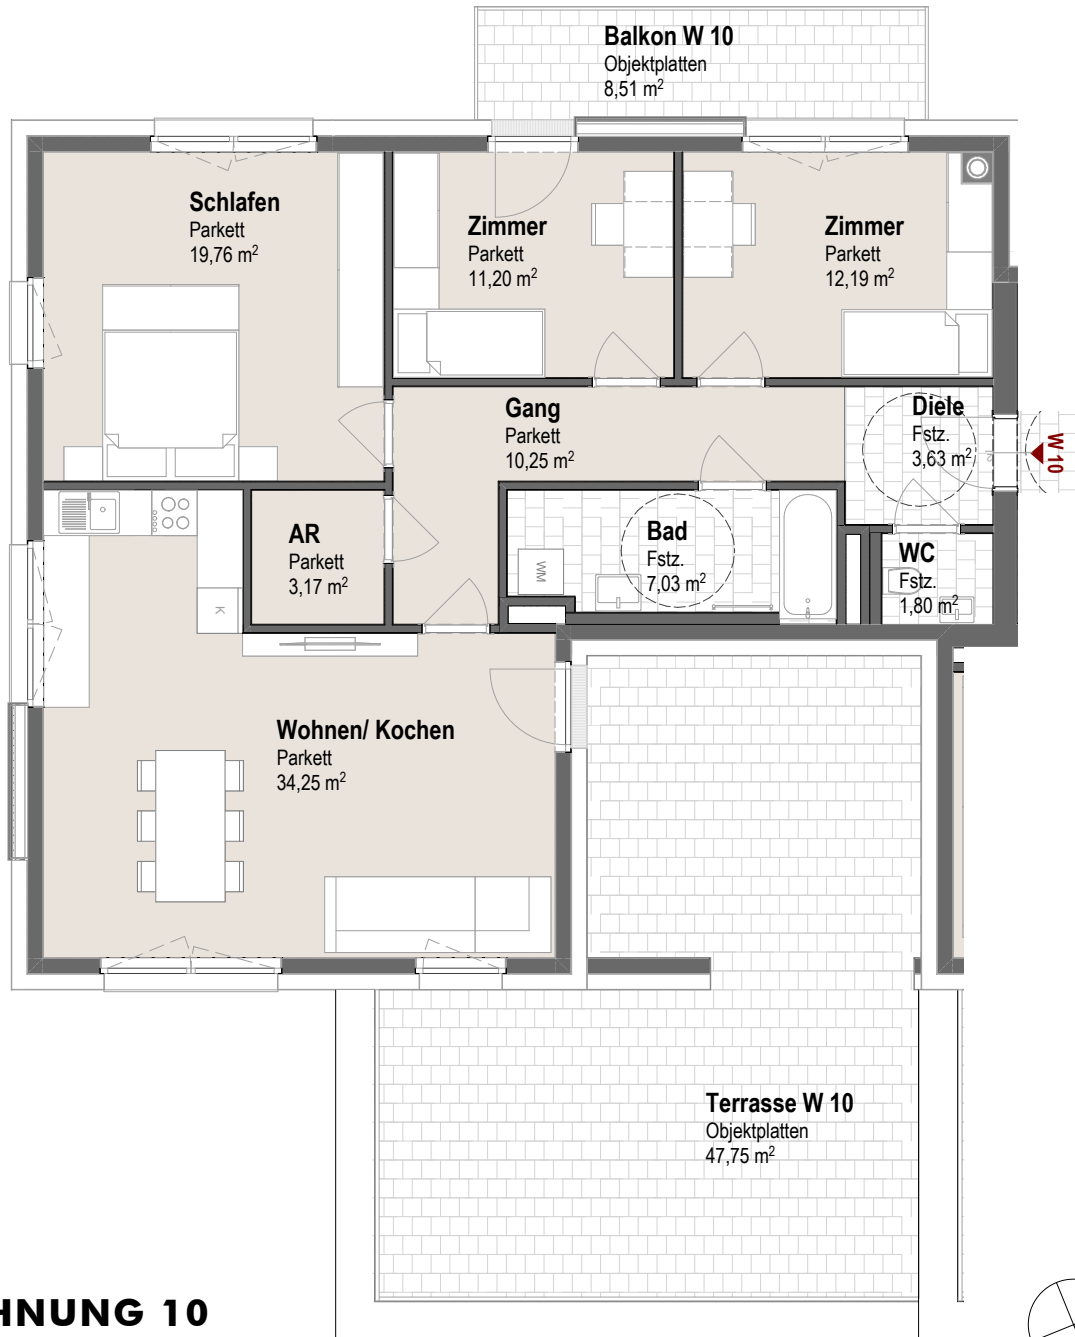 Balkon W 10
Objektplatten
8,51 m²
Schlafen
Parkett
19,76 m²
Zimmer
Parkett
11,20 m²
Zimmer
Parkett
12,19 m²
Gang
Parkett
10,25 m²
Diele
Fstz.
3,63 m²
W 10
AR
Parkett
3,17 m²
Bad
Fstz.
7,03 m²
WM
WC
Fstz.
1,80 m²
K
Wohnen/ Kochen
Parkett
34,25 m²
Terrasse W 10
Objektplatten
47,75 m²
HNUNG 10